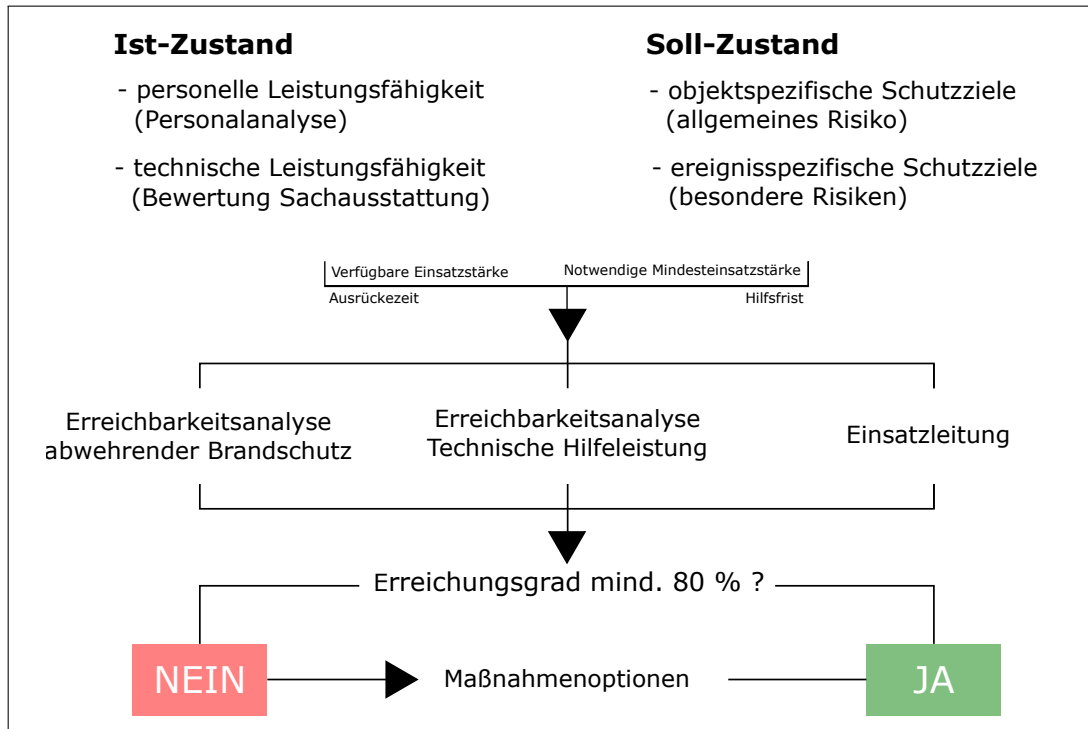 Ist-Zustand
- personelle Leistungsfähigkeit
(Personalanalyse)
- technische Leistungsfähigkeit
(Bewertung Sachausstattung)
Soll-Zustand
- objektspezifische Schutzziele
(allgemeines Risiko)
- ereignisspezifische Schutzziele
(besondere Risiken)
Verfügbare Einsatzstärke
Notwendige Mindesteinsatzstärke
Ausrückezeit
Hilfsfrist
Erreichbarkeitsanalyse
abwehrender Brandschutz
Erreichbarkeitsanalyse
Technische Hilfeleistung
Einsatzleitung
Erreichungsgrad mind. 80 % ?
NEIN
Maßnahmenoptionen
JA